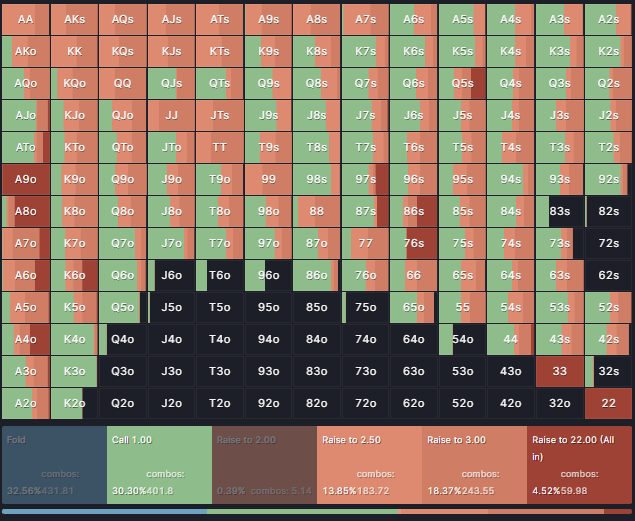 AA AKs AQs AJs ATs A9s A8s A7s A6s A5s A4s A3s A2s
AKo KK KQs KJs KTs K9s K8s K7s K6s K5s K4s K3s K2s
AQo KQo QQ QJs QTs Q9s Q8s Q7s Q6s Q5s Q4s Q3s Q2s
AJo KJo QJo JJ JTs J9s J8s J7s J6s J5s J4s J3s J2s
ATo KTo QTo JTo TT T9s T8s T7s T6s T5s T4s T3s T2s
A9o K9o Q9o J9o T9o 99 98s 97s 96s 95s 94s 93s 92s
A8o K8o Q8o J8o T8o 98o 88 87s 86s 85s 84s 83s 82s
A7o K7o Q7o J7o T7o 97o 87o 77 76s 75s 74s 73s 72s
A6o K6o Q6o J6o T6o 96o 86o 76o 66 65s 64s 63s 62s
A5o K5o Q5o J5o T5o 95o 85o 75o 65o 55 54s 53s 52s
A4o K4o Q4o J4o T4o 94o 84o 74o 64o 54o 44 43s 42s
A3o K3o Q3o J3o T3o 93o 83o 73o 63o 53o 43o 33 32s
A2o K2o Q2o J2o T2o 92o 82o 72o 62o 52o 42o 32o 22
Fold Call 1.00 Raise to 2.00 Raise to 2.50 Raise to 3.00 Raise to 22.00 (All
in)
combos: combos: combos: combos: combos:
32.56%431.81 30.30%401.8 0.39% combos: 5.14 13.85%183.72 18.37%243.55 4.52%59.98